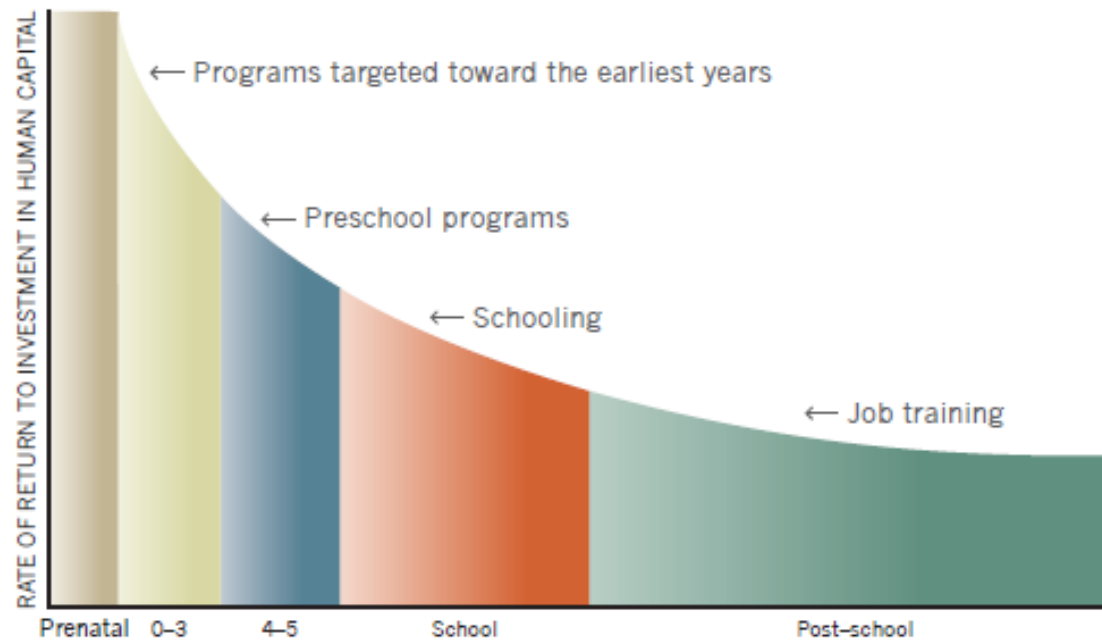 RATE OF RETURN TO INVESTMENT IN HUMAN CAPITAL
← Programs targeted toward the earliest years
← Preschool programs
← Schooling
← Job training
Prenatal 0–3 4–5 School Post–school